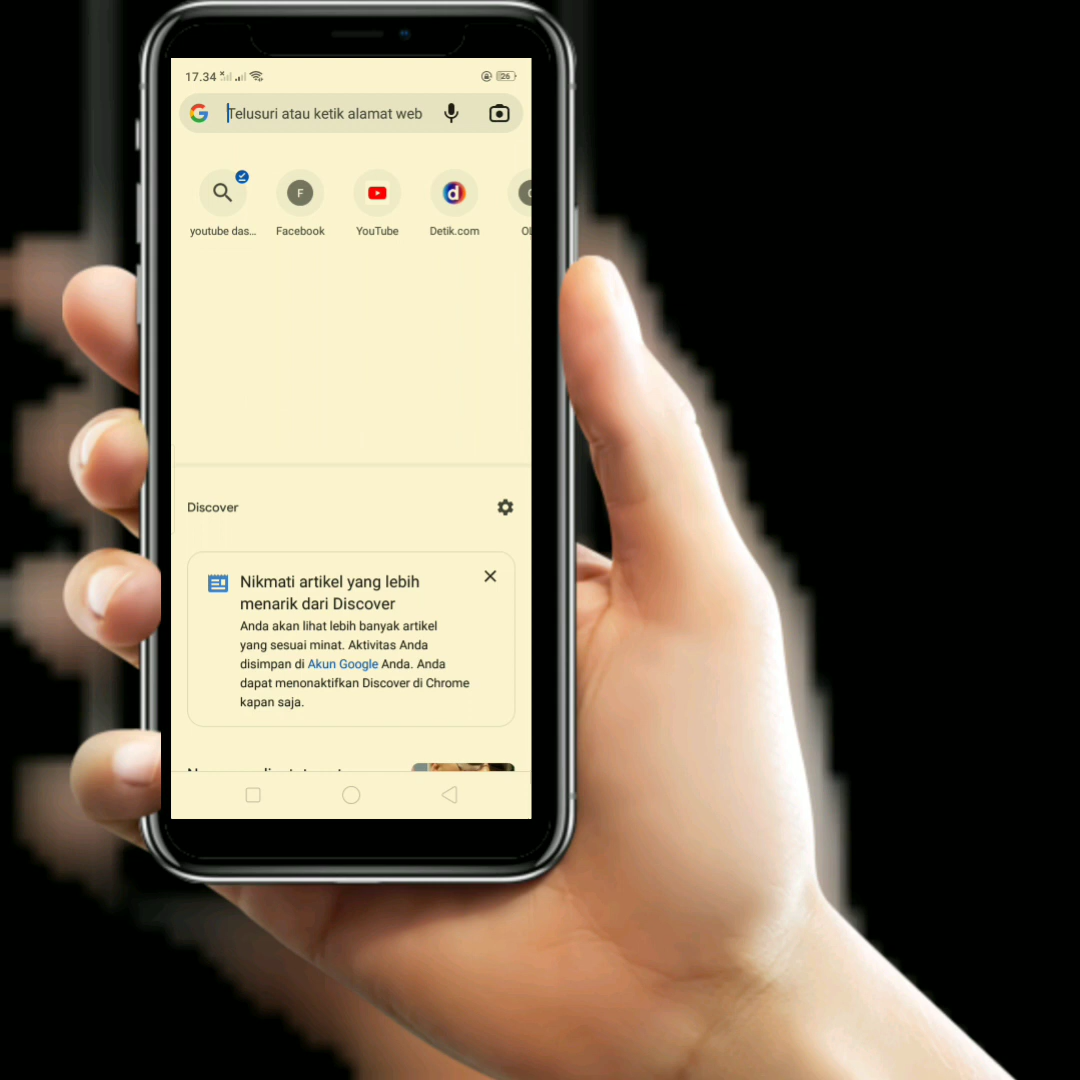 17.34
26
Telusuri atau ketik alamat web
youtube das...
F
Facebook
YouTube
d
Detik.com
Discover
Nikmati artikel yang lebih
menarik dari Discover
Anda akan lihat lebih banyak artikel
yang sesuai minat. Aktivitas Anda
disimpan di Akun Google Anda. Anda
dapat menonaktifkan Discover di Chrome
kapan saja.